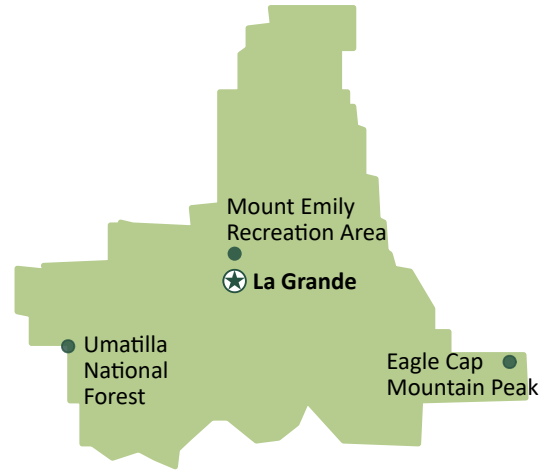 Mount Emily
Recreation Area
La Grande
Umatilla
National
Forest
Eagle Cap
Mountain Peak